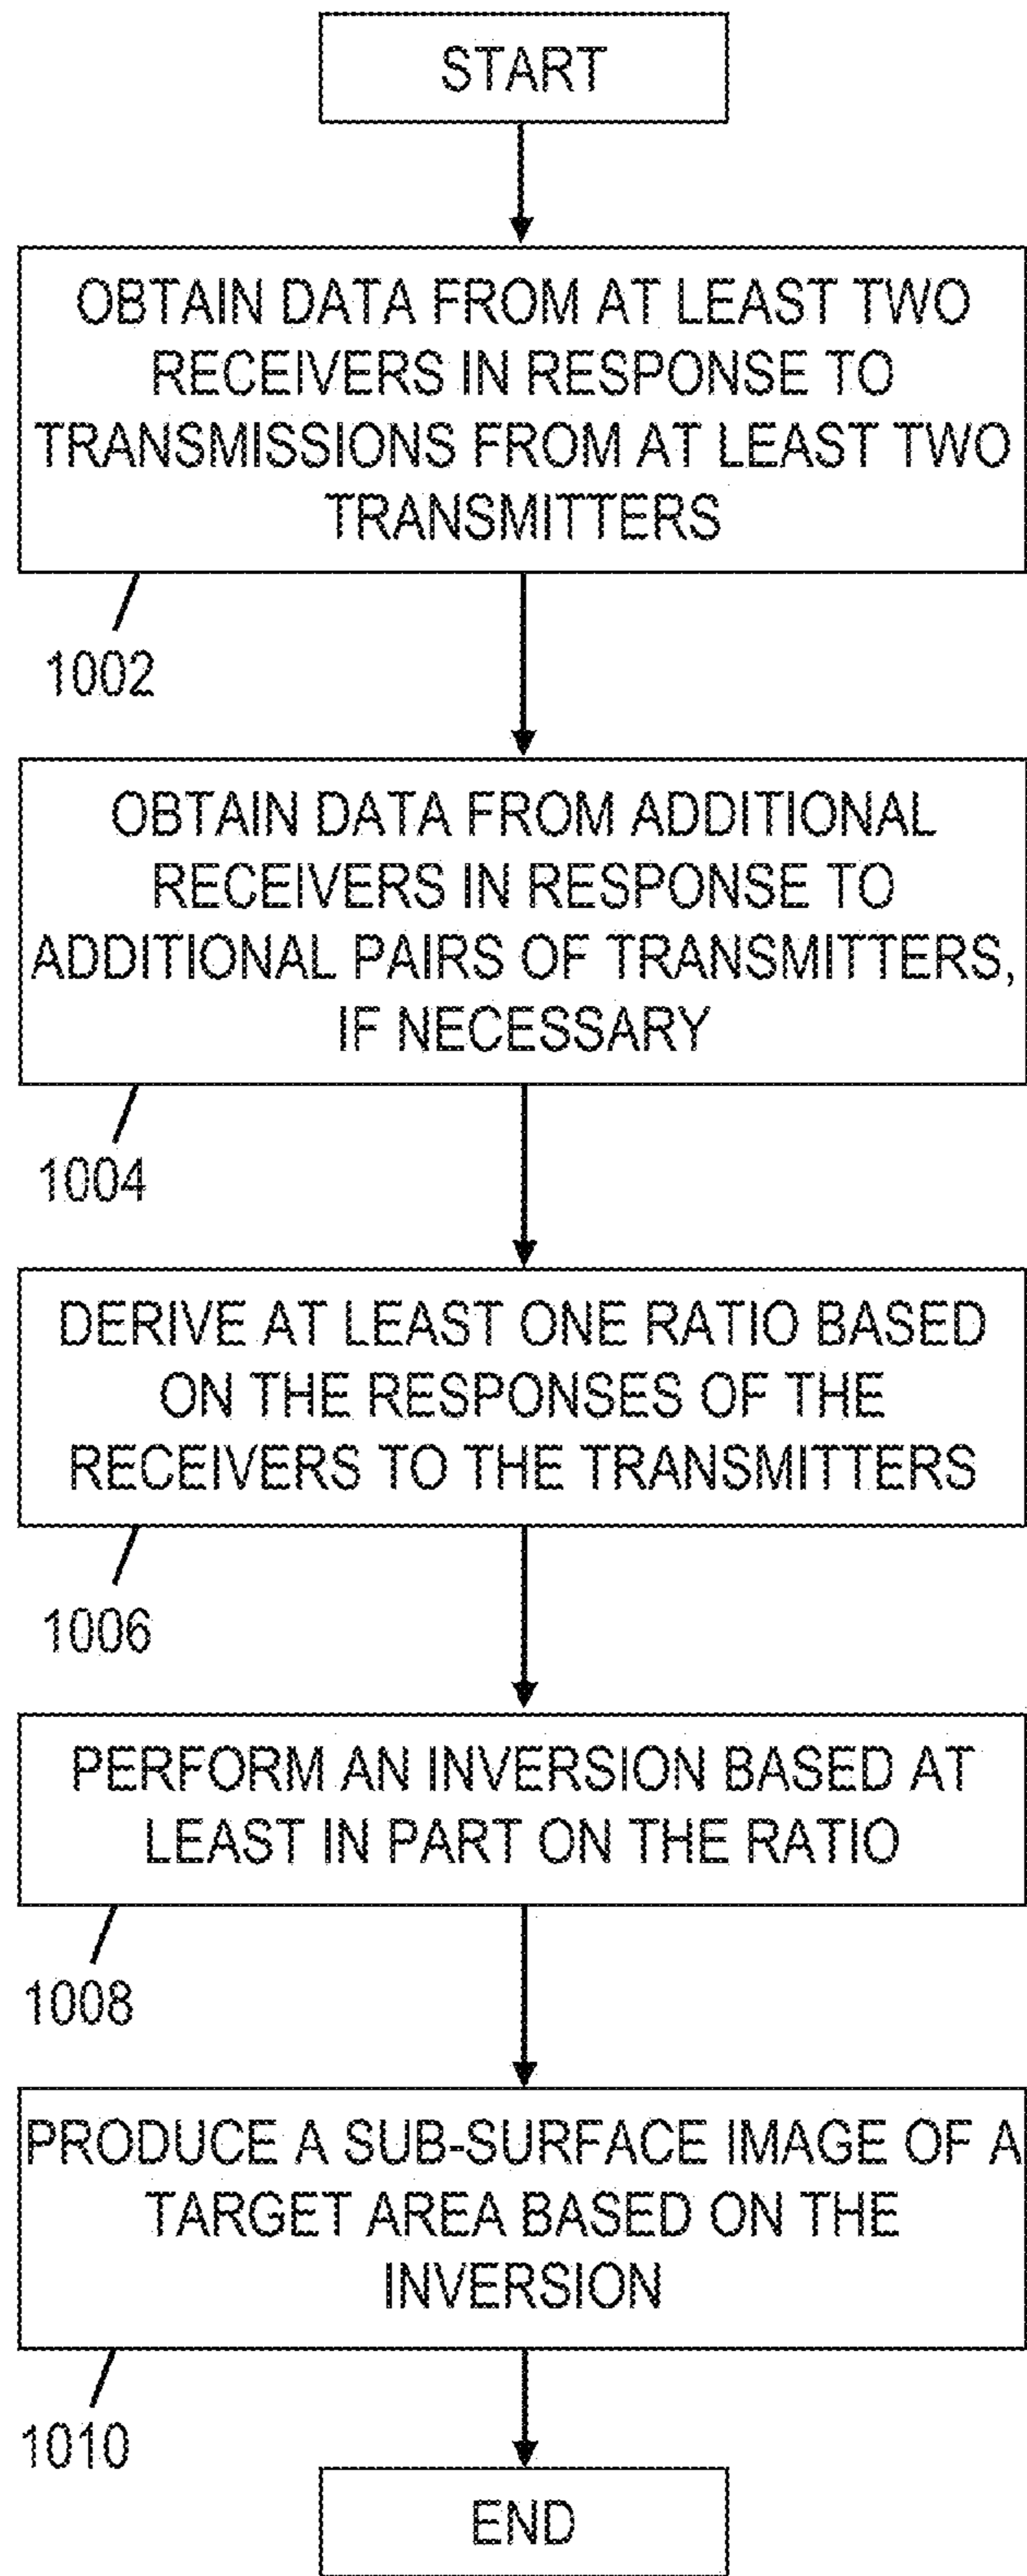 START
OBTAIN DATA FROM AT LEAST TWO
RECEIVERS IN RESPONSE TO
TRANSMISSIONS FROM AT LEAST TWO
TRANSMITTERS
1002
OBTAIN DATA FROM ADDITIONAL
RECEIVERS IN RESPONSE TO
ADDITIONAL PAIRS OF TRANSMITTERS,
IF NECESSARY
1004
DERIVE AT LEAST ONE RATIO BASED
ON THE RESPONSES OF THE
RECEIVERS TO THE TRANSMITTERS
1006
PERFORM AN INVERSION BASED AT
LEAST IN PART ON THE RATIO
1008
PRODUCE A SUB-SURFACE IMAGE OF A
TARGET AREA BASED ON THE
INVERSION
1010
END